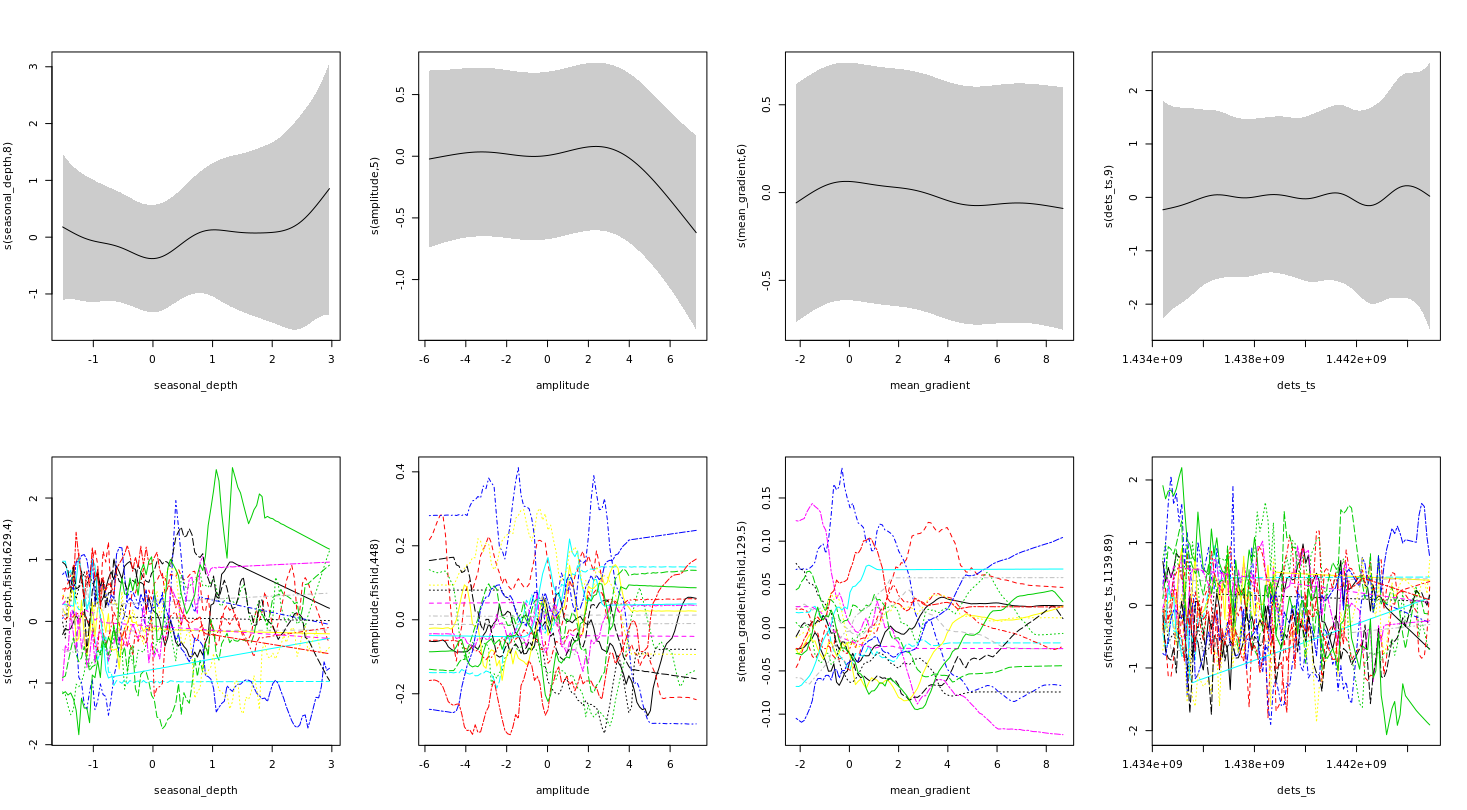 s(seasonal_depth,8)
3
2
1
0
-1
-1 0 1 2 3
seasonal_depth
s(amplitude,5)
0.5
0.0
-0.5
-1.0
-6 -4 -2 0 2 4 6
amplitude
s(mean_gradient,6)
0.5
0.0
-0.5
-2 0 2 4 6 8
mean_gradient
s(dets_ts,9)
2
1
0
-1
-2
1.434e+09 1.438e+09 1.442e+09
dets_ts
s(seasonal_depth,fishid,629.4)
2
1
0
-1
-2
-1 0 1 2 3
seasonal_depth
s(amplitude,fishid,448)
0.4
0.2
0.0
-0.2
-6 -4 -2 0 2 4 6
amplitude
s(mean_gradient,fishid,129.5)
0.15
0.10
0.05
0.00
-0.05
-0.10
-2 0 2 4 6 8
mean_gradient
s(fishid,dets_ts,1139.89)
2
1
0
-1
-2
1.434e+09 1.438e+09 1.442e+09
dets_ts